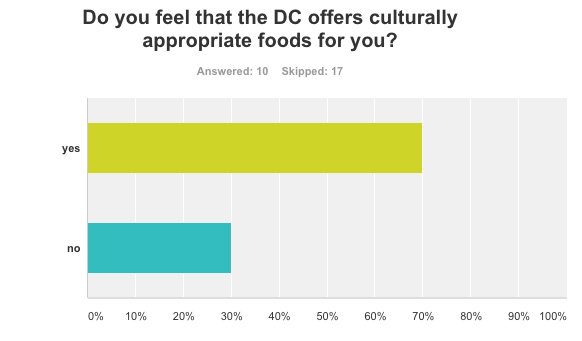 Do you feel that the DC offers culturally
appropriate foods for you?
Answered: 10 Skipped: 17
yes
no
0% 10% 20% 30% 40% 50% 60% 70% 80% 90% 100%